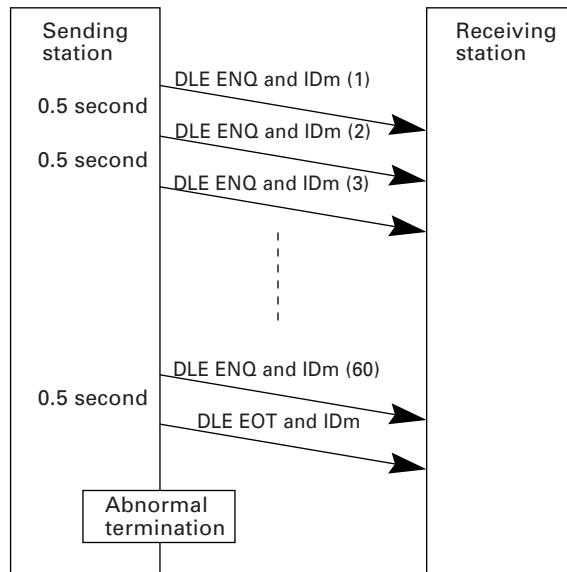 Sending
station
Receiving
station
DLE ENQ and IDm (1)
0.5 second
DLE ENQ and IDm (2)
0.5 second
DLE ENQ and IDm (3)
DLE ENQ and IDm (60)
0.5 second
DLE EOT and IDm
Abnormal
termination